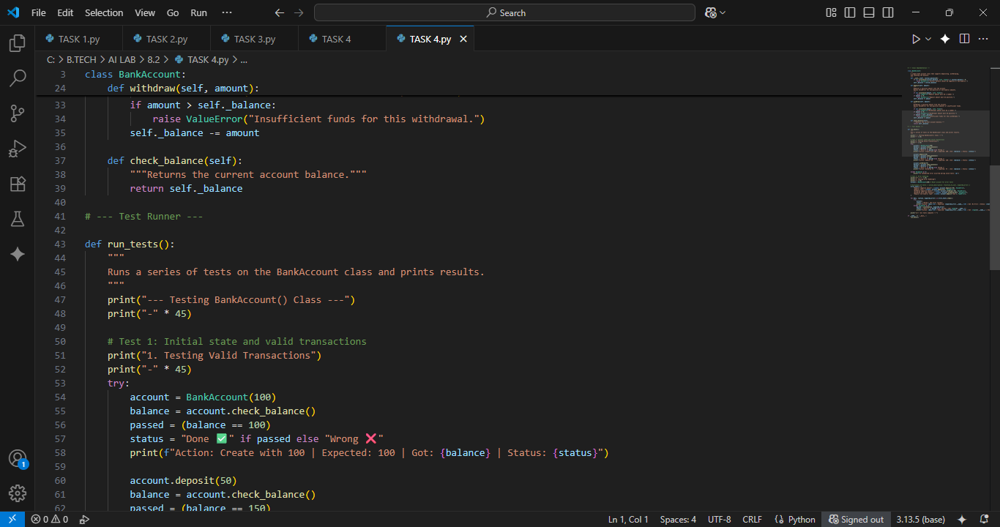 File Edit Selection View Go Run ··· Search
TASK 1.py TASK 2.py TASK 3.py TASK 4 TASK 4.py
C: > B.TECH > AI LAB > 8.2 > TASK 4.py > ...
3 class BankAccount:
24 def withdraw(self, amount):
33 if amount > self._balance:
34 raise ValueError("Insufficient funds for this withdrawal.")
35 self._balance -= amount
36
37 def check_balance(self):
38 """Returns the current account balance."""
39 return self._balance
40
41 # --- Test Runner ---
42
43 def run_tests():
44 """
45 Runs a series of tests on the BankAccount class and prints results.
46 """
47 print("--- Testing BankAccount() Class ---")
48 print("-" * 45)
49
50 # Test 1: Initial state and valid transactions
51 print("1. Testing Valid Transactions")
52 print("-" * 45)
53 try:
54 account = BankAccount(100)
55 balance = account.check_balance()
56 passed = (balance == 100)
57 status = "Done ✅" if passed else "Wrong ❌"
58 print(f"Action: Create with 100 | Expected: 100 | Got: {balance} | Status: {status}")
59
60 account.deposit(50)
61 balance = account.check_balance()
62 passed = (balance == 150)
1
0 0 Ln 1, Col 1 Spaces: 4 UTF-8 CRLF {} Python Signed out 3.13.5 (base)